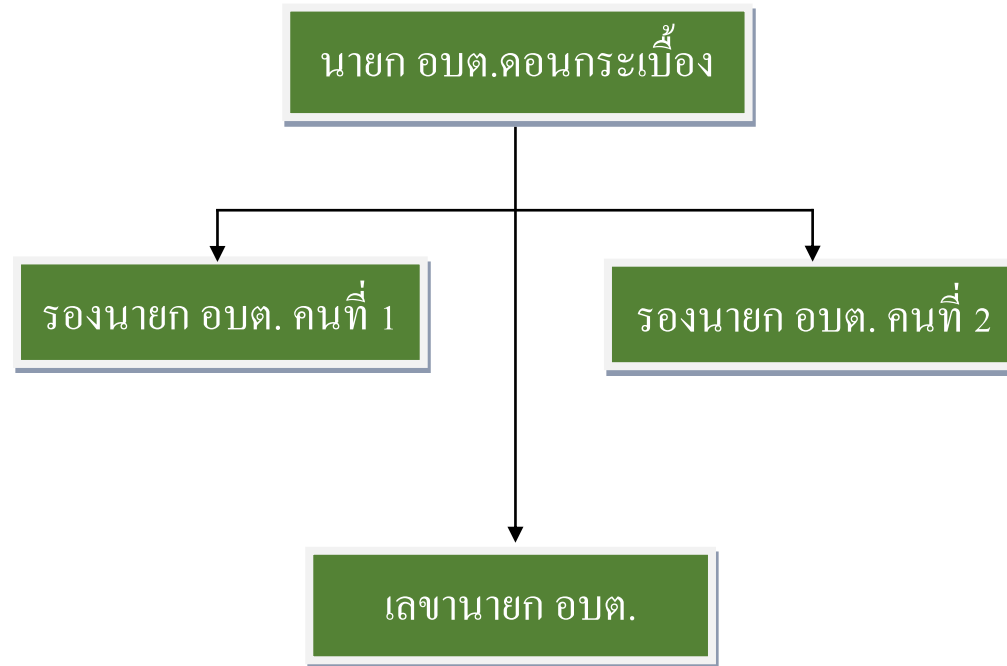 นายก อบต.ดอนกระเบื้อง
รองนายก อบต. คนที่ 1
รองนายก อบต. คนที่ 2
เลขานายก อบต.